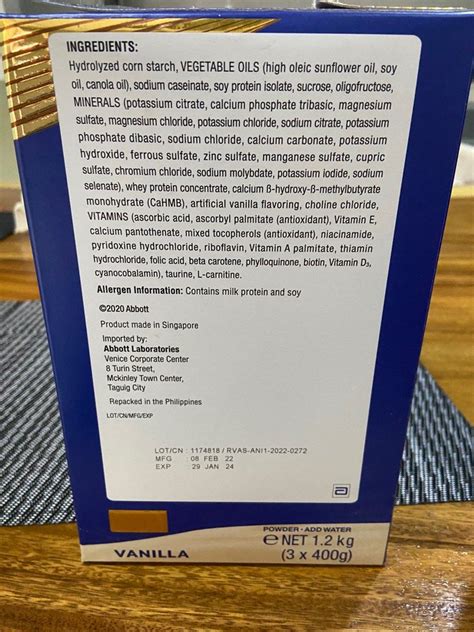 INGREDIENTS:
Hydrolyzed corn starch, VEGETABLE OILS (high oleic sunflower oil, soy
oil, canola oil), sodium caseinate, soy protein isolate, sucrose, oligofructose,
MINERALS (potassium citrate, calcium phosphate tribasic, magnesium
sulfate, magnesium chloride, potassium chloride, sodium citrate, potassium
phosphate dibasic, sodium chloride, calcium carbonate, potassium
hydroxide, ferrous sulfate, zinc sulfate, manganese sulfate, cupric
sulfate, chromium chloride, sodium molybdate, potassium iodide, sodium
selenate), whey protein concentrate, calcium ß-hydroxy-ß-methylbutyrate
monohydrate (CaHMB), artificial vanilla flavoring, choline chloride,
VITAMINS (ascorbic acid, ascorbyl palmitate (antioxidant), Vitamin E,
calcium pantothenate, mixed tocopherols (antioxidant), niacinamide,
pyridoxine hydrochloride, riboflavin, Vitamin A palmitate, thiamin
hydrochloride, folic acid, beta carotene, phylloquinone, biotin, Vitamin D₃,
cyanocobalamin), taurine, L-carnitine.
Allergen Information: Contains milk protein and soy
©2020 Abbott
Product made in Singapore
Imported by:
Abbott Laboratories
Venice Corporate Center
8 Turin Street,
Mckinley Town Center,
Taguig City
Repacked in the Philippines
LOT/CN/MFG/EXP
LOT/CN : 1174818 / RVAS-ANI1-2022-0272
MFG : 08 FEB 22
EXP : 29 JAN 24
VANILLA
POWDER - ADD WATER
e NET 1.2 kg
(3 x 400g)